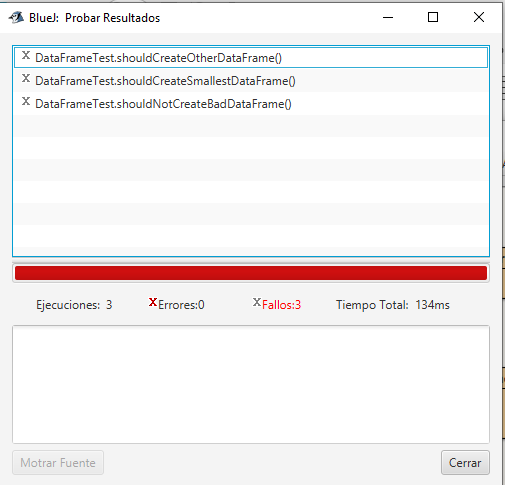 BlueJ: Probar Resultados
X DataFrameTest.shouldCreateOtherDataFrame()
X DataFrameTest.shouldCreateSmallestDataFrame()
X DataFrameTest.shouldNotCreateBadDataFrame()
Ejecuciones: 3 XErrores:0 XFallos:3 Tiempo Total: 134ms
Motrar Fuente Cerrar